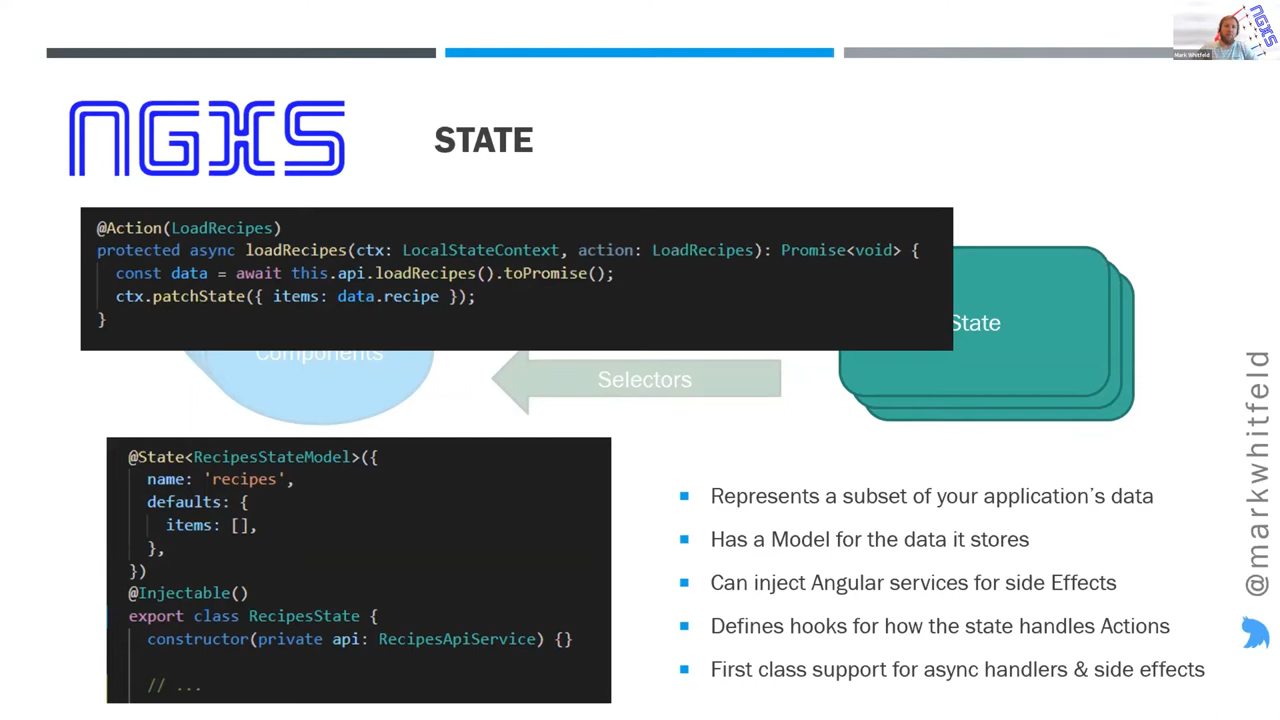 NGXS
Mark Whitfeld
NGXS
STATE
@Action(LoadRecipes)
protected async loadRecipes(ctx: LocalStateContext, action: LoadRecipes): Promise<void> {
const data = await this.api.loadRecipes().toPromise();
ctx.patchState({ items: data.recipe });
}
Components
Selectors
State
@State<RecipesStateModel>({
name: 'recipes',
defaults: {
items: [],
},
})
@Injectable()
export class RecipesState {
constructor(private api: RecipesApiService) {}
// ...
Represents a subset of your application’s data
Has a Model for the data it stores
Can inject Angular services for side Effects
Defines hooks for how the state handles Actions
First class support for async handlers & side effects
@markwhitfeld